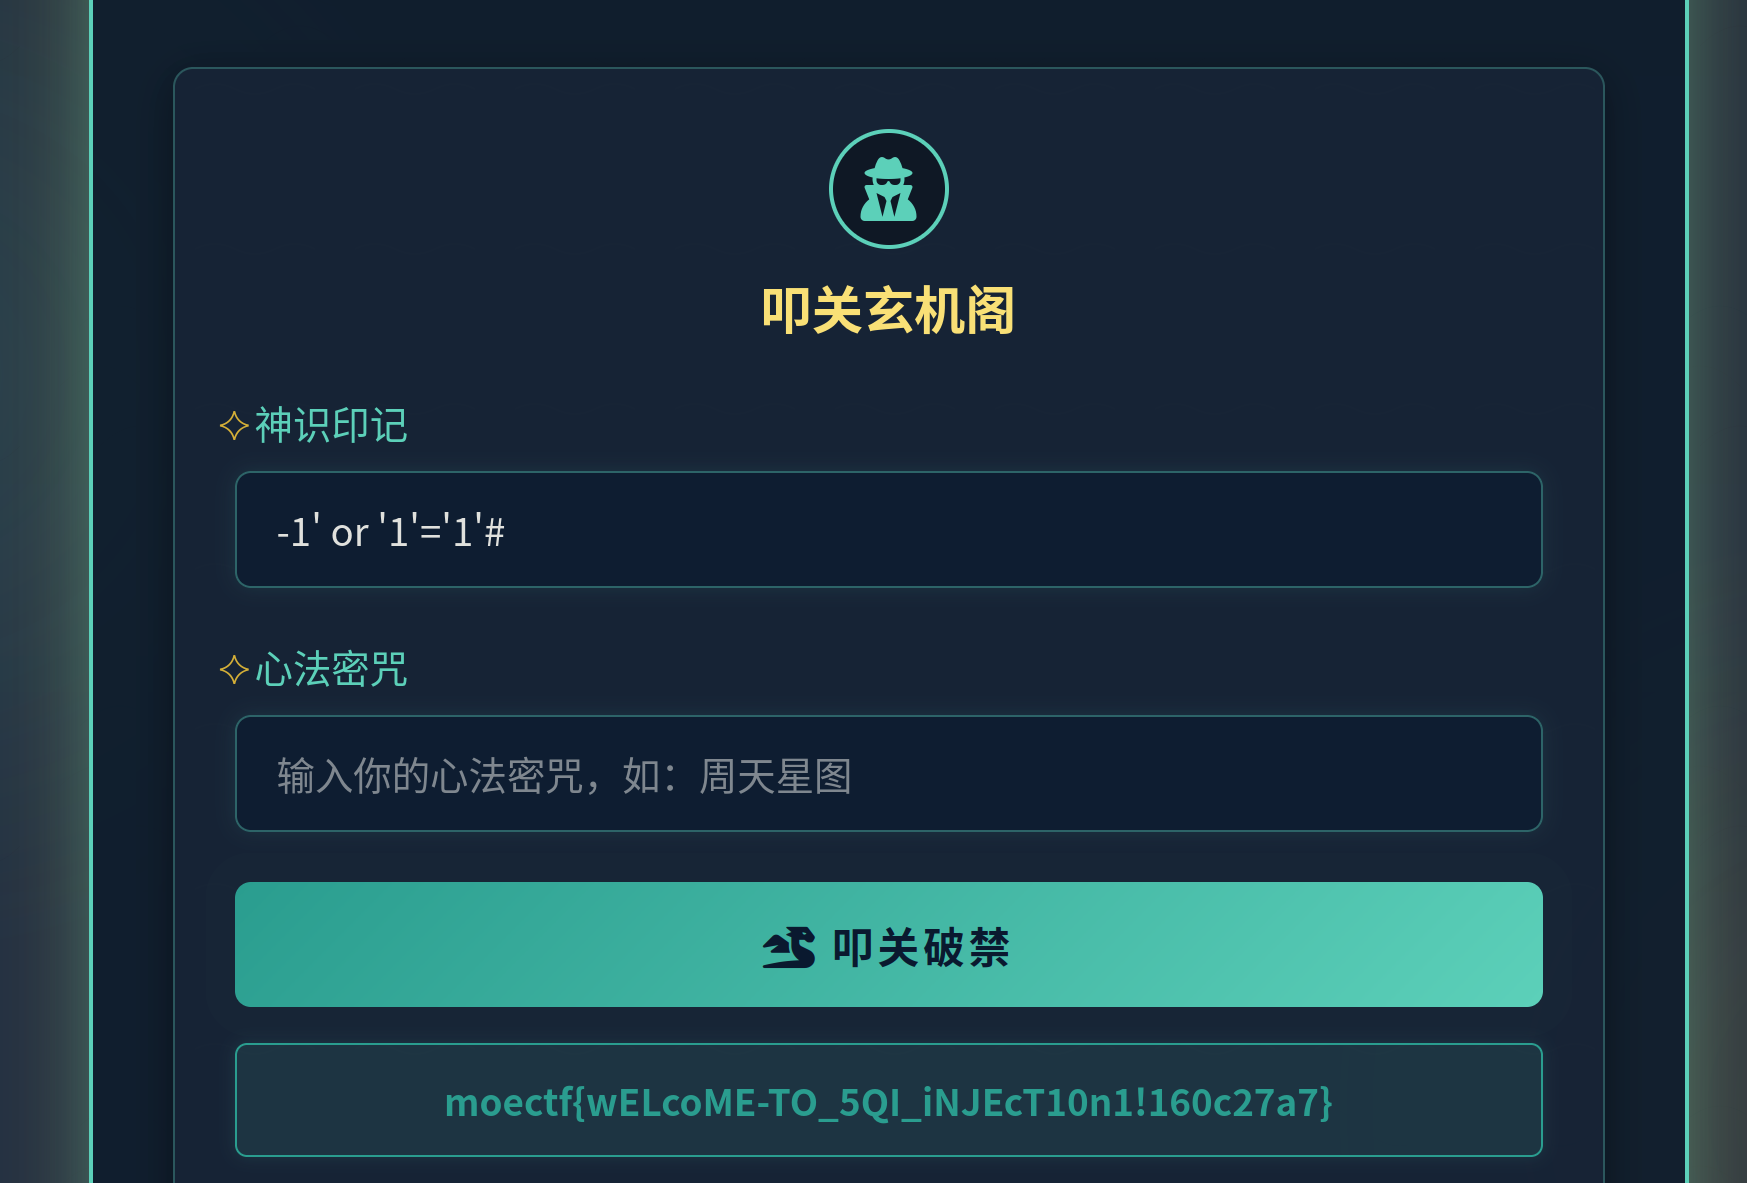 叩关玄机阁
神识印记
-1' or '1'='1'#
心法密咒
输入你的心法密咒，如：周天星图
叩关破禁
moectf{wELcoME-TO_5QI_iNJEcT10n1!160c27a7}